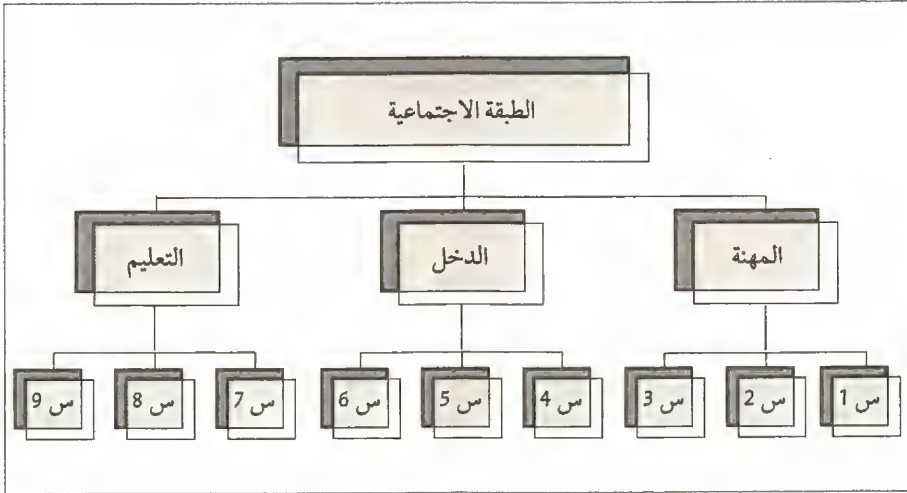 الطبقة الاجتماعية
المهنة الدخل التعليم
س 1 س 2 س 3 س 4 س 5 س 6 س 7 س 8 س 9